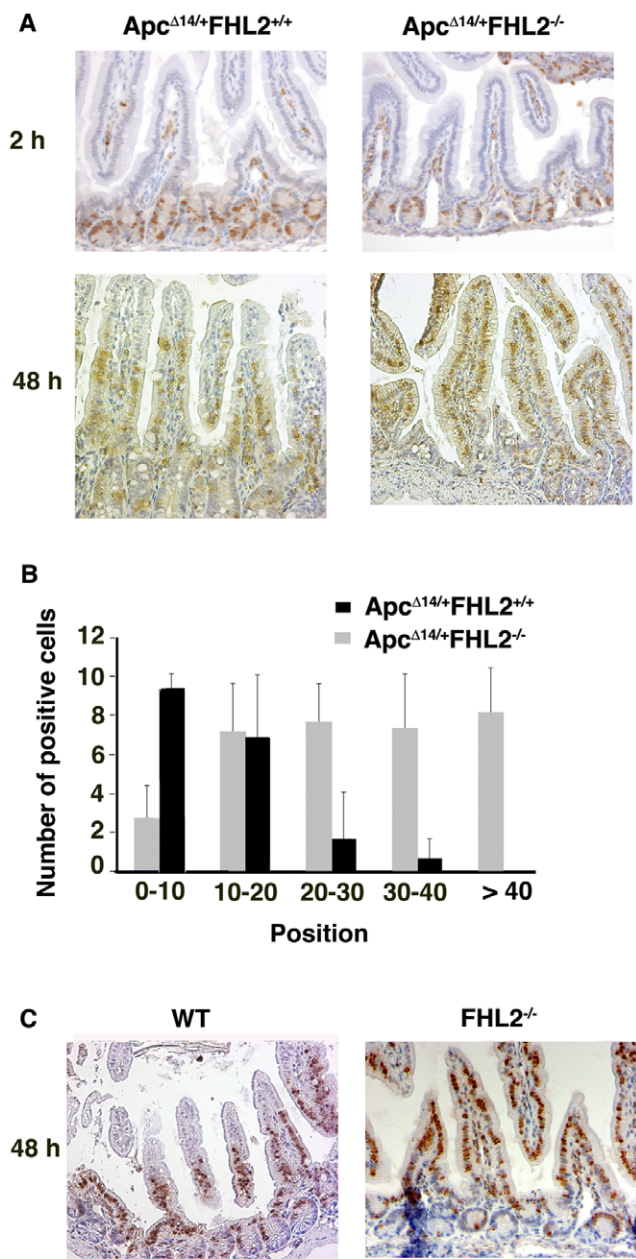 A
Apc^Δ14/+FHL2^+/+ Apc^Δ14/+FHL2^-/-
2 h
48 h
B
Apc^Δ14/+FHL2^+/+
Apc^Δ14/+FHL2^-/-
Number of positive cells
12
10
8
6
4
2
0
0-10 10-20 20-30 30-40 > 40
Position
C
WT FHL2^-/-
48 h